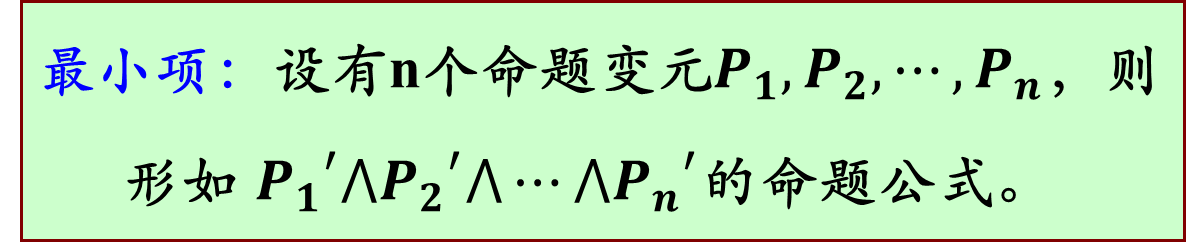 最小项：设有n个命题变元P₁, P₂, ⋯, Pₙ，则
形如 P₁′∧P₂′∧ ⋯ ∧Pₙ′的命题公式。